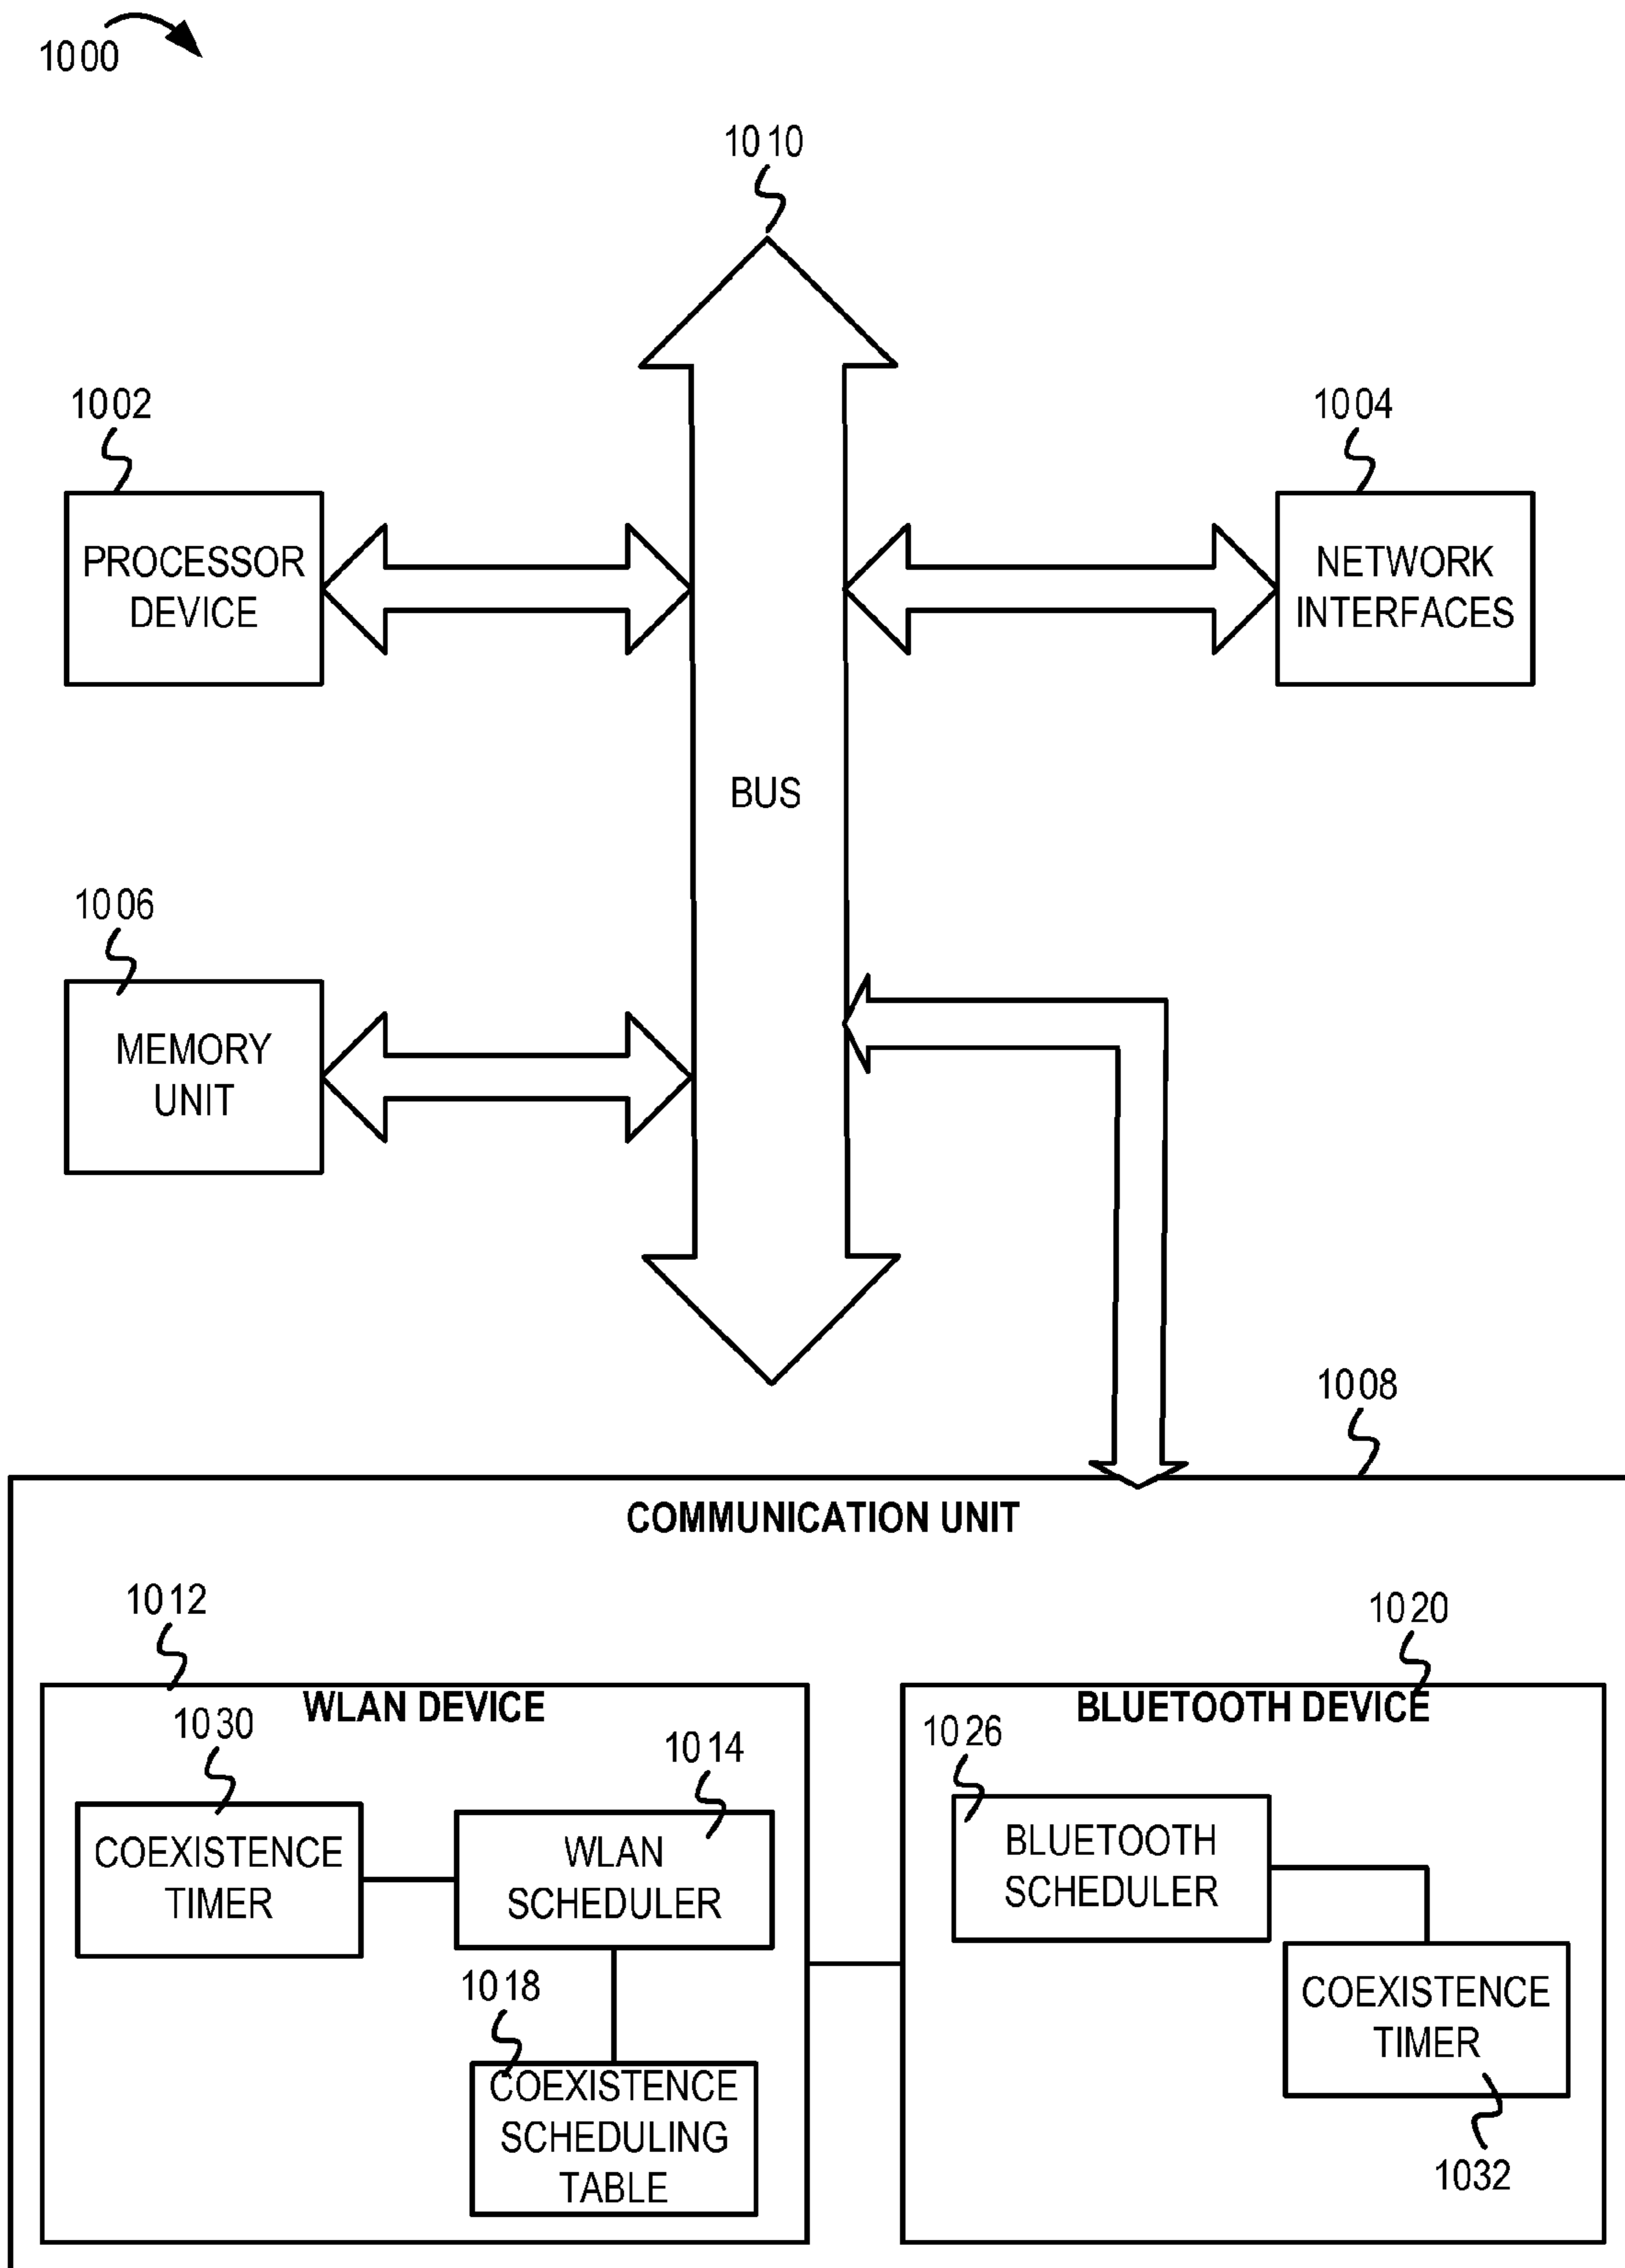 1000
1010
1002
1004
PROCESSOR
DEVICE
NETWORK
INTERFACES
BUS
1006
MEMORY
UNIT
1008
COMMUNICATION UNIT
1012
1020
WLAN DEVICE
BLUETOOTH DEVICE
1030
1014
1026
COEXISTENCE
TIMER
WLAN
SCHEDULER
BLUETOOTH
SCHEDULER
1018
COEXISTENCE
SCHEDULING
TABLE
COEXISTENCE
TIMER
1032